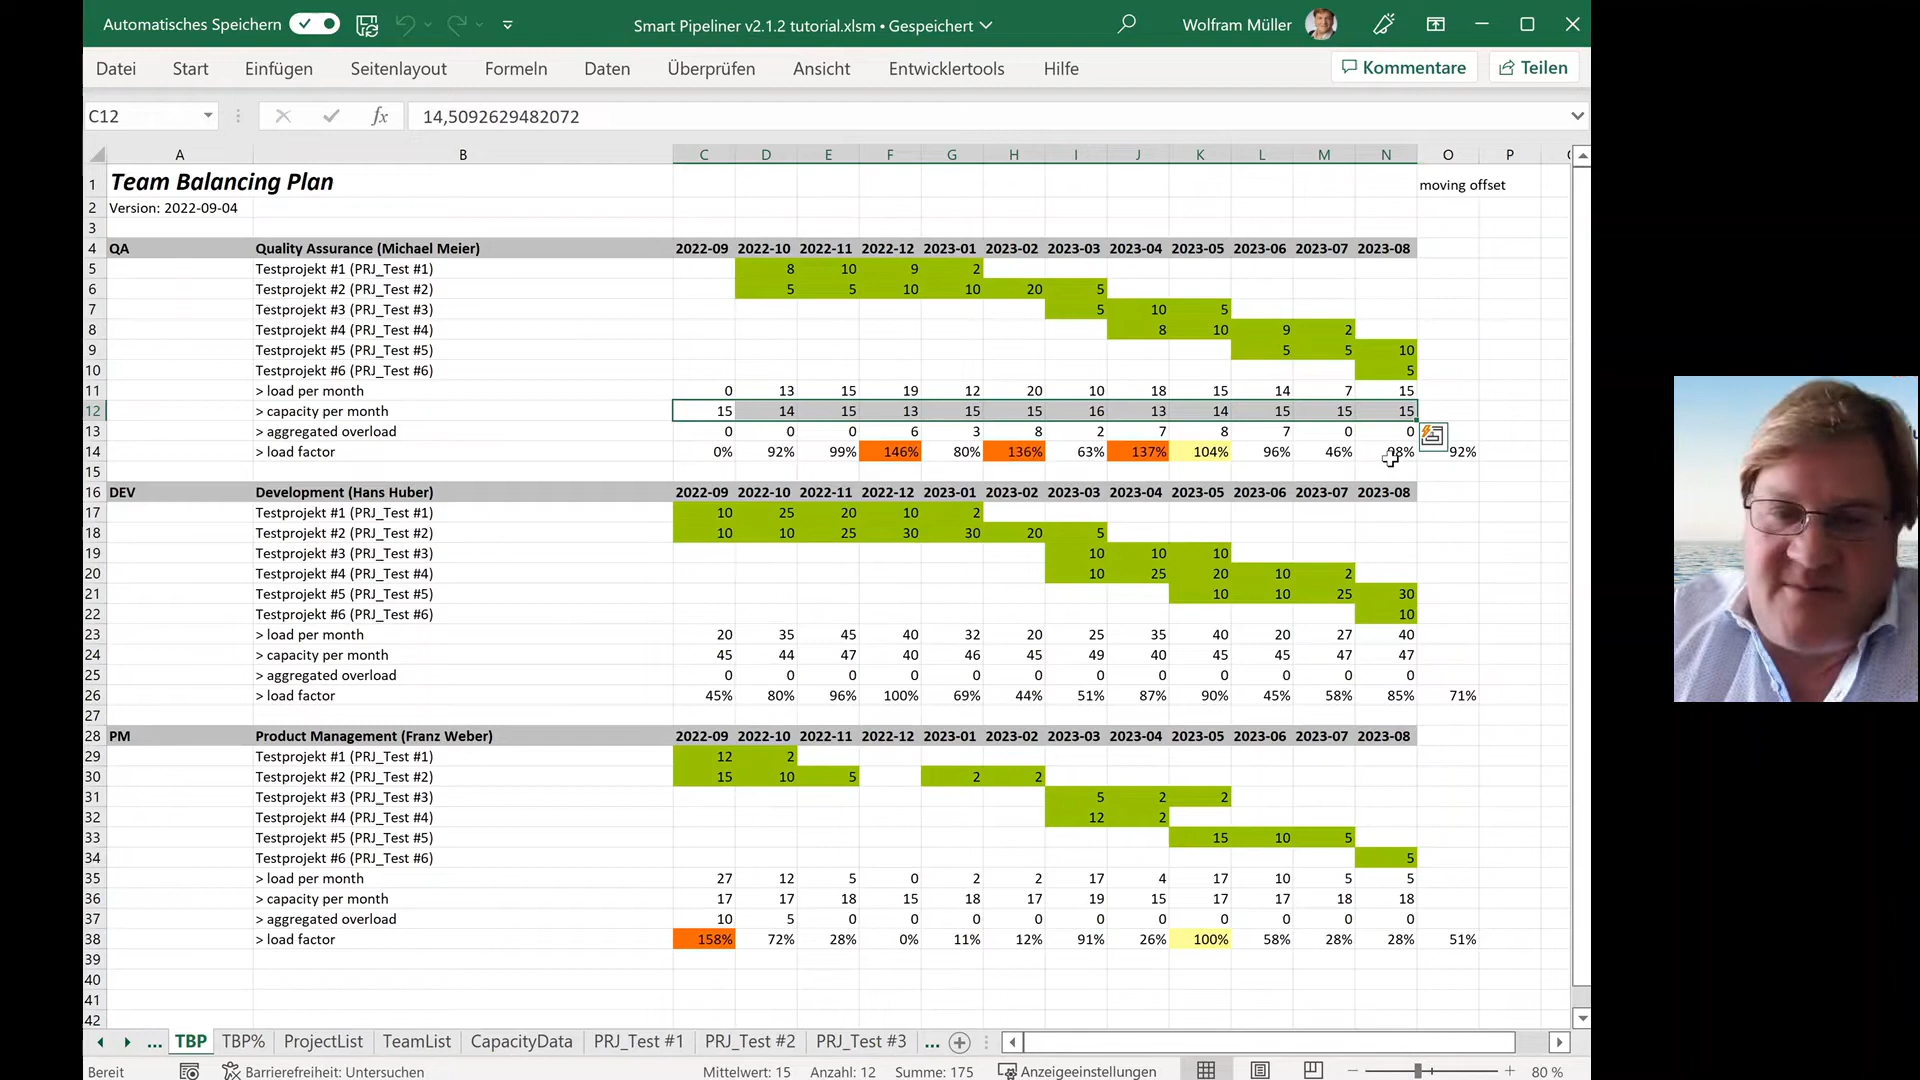 Automatisches Speichern Smart Pipeliner v2.1.2 tutorial.xlsm • Gespeichert Wolfram Müller
Datei Start Einfügen Seitenlayout Formeln Daten Überprüfen Ansicht Entwicklertools Hilfe Kommentare Teilen
C12 fx 14,5092629482072
A B C D E F G H I J K L M N O P
1 Team Balancing Plan moving offset
2 Version: 2022-09-04
3
4 QA Quality Assurance (Michael Meier) 2022-09 2022-10 2022-11 2022-12 2023-01 2023-02 2023-03 2023-04 2023-05 2023-06 2023-07 2023-08
5 Testprojekt #1 (PRJ_Test #1) 8 10 9 2
6 Testprojekt #2 (PRJ_Test #2) 5 5 10 10 20 5
7 Testprojekt #3 (PRJ_Test #3) 5 10 5
8 Testprojekt #4 (PRJ_Test #4) 8 10 9 2
9 Testprojekt #5 (PRJ_Test #5) 5 5 10
10 Testprojekt #6 (PRJ_Test #6) 5
11 > load per month 0 13 15 19 12 20 10 18 15 14 7 15
12 > capacity per month 15 14 15 13 15 15 16 13 14 15 15 15
13 > aggregated overload 0 0 0 6 3 8 2 7 8 7 0 0
14 > load factor 0% 92% 99% 146% 80% 136% 63% 137% 104% 96% 46% 98% 92%
15
16 DEV Development (Hans Huber) 2022-09 2022-10 2022-11 2022-12 2023-01 2023-02 2023-03 2023-04 2023-05 2023-06 2023-07 2023-08
17 Testprojekt #1 (PRJ_Test #1) 10 25 20 10 2
18 Testprojekt #2 (PRJ_Test #2) 10 10 25 30 30 20 5
19 Testprojekt #3 (PRJ_Test #3) 10 10 10
20 Testprojekt #4 (PRJ_Test #4) 10 25 20 10 2
21 Testprojekt #5 (PRJ_Test #5) 10 10 25 30
22 Testprojekt #6 (PRJ_Test #6) 10
23 > load per month 20 35 45 40 32 20 25 35 40 20 27 40
24 > capacity per month 45 44 47 40 46 45 49 40 45 45 47 47
25 > aggregated overload 0 0 0 0 0 0 0 0 0 0 0 0
26 > load factor 45% 80% 96% 100% 69% 44% 51% 87% 90% 45% 58% 85% 71%
27
28 PM Product Management (Franz Weber) 2022-09 2022-10 2022-11 2022-12 2023-01 2023-02 2023-03 2023-04 2023-05 2023-06 2023-07 2023-08
29 Testprojekt #1 (PRJ_Test #1) 12 2
30 Testprojekt #2 (PRJ_Test #2) 15 10 5 2 2
31 Testprojekt #3 (PRJ_Test #3) 5 2 2
32 Testprojekt #4 (PRJ_Test #4) 12 2
33 Testprojekt #5 (PRJ_Test #5) 15 10 5
34 Testprojekt #6 (PRJ_Test #6) 5
35 > load per month 27 12 5 0 2 2 17 4 17 10 5 5
36 > capacity per month 17 17 18 15 18 17 19 15 17 17 18 18
37 > aggregated overload 10 5 0 0 0 0 0 0 0 0 0 0
38 > load factor 158% 72% 28% 0% 11% 12% 91% 26% 100% 58% 28% 28% 51%
39
40
41
42
... TBP TBP% ProjectList TeamList CapacityData PRJ_Test #1 PRJ_Test #2 PRJ_Test #3 ...
Bereit Barrierefreiheit: Untersuchen Mittelwert: 15 Anzahl: 12 Summe: 175 Anzeigeeinstellungen 80 %